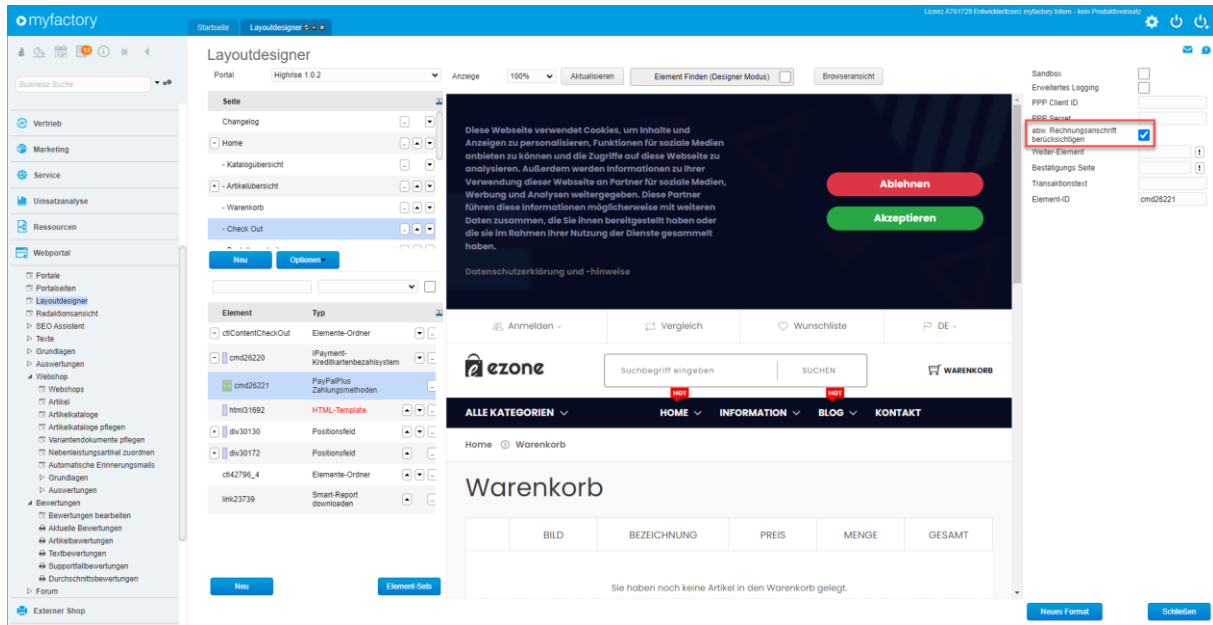 Lizenz A781729 Entwicklerlizenz myfactory Intern - kein Produktiveinsatz
myfactory
Startseite
Layoutdesigner
Business Suche
Vertrieb
Marketing
Service
Umsatzanalyse
Ressourcen
Webportal
Portale
Portalseiten
Layoutdesigner
Redaktionsansicht
SEO Assistent
Texte
Grundlagen
Auswertungen
Webshop
Webshops
Artikel
Artikelkataloge
Artikelkataloge pflegen
Variantendokumente pflegen
Nebenleistungsartikel zuordnen
Automatische Erinnerungsmails
Grundlagen
Auswertungen
Bewertungen
Bewertungen bearbeiten
Aktuelle Bewertungen
Artikelbewertungen
Textbewertungen
Supportfallbewertungen
Durchschnittsbewertungen
Forum
Externer Shop
Layoutdesigner
Portal Highrise 1.0.2
Anzeige 100% Aktualisieren Element Finden (Designer Modus) Browseransicht
Seite
Changelog
- Home
- Katalogübersicht
- Artikelübersicht
- Warenkorb
- Check Out
Neu Optionen
Element Typ
ctlContentCheckOut Elemente-Ordner
cmd26220 IPayment-
Kreditkartenbezahlsystem
cmd26221 PayPalPlus
Zahlungsmethoden
html31692 HTML-Template
div30130 Positionsfeld
div30172 Positionsfeld
ctl42796_4 Elemente-Ordner
link23739 Smart-Report
downloaden
Neu Element-Sets
Diese Webseite verwendet Cookies, um Inhalte und
Anzeigen zu personalisieren, Funktionen für soziale Medien
anbieten zu können und die Zugriffe auf diese Website zu
analysieren. Außerdem werden Informationen zu Ihrer
Verwendung dieser Webseite an Partner für soziale Medien,
Werbung und Analysen weitergegeben. Diese Partner
führen diese Informationen möglicherweise mit weiteren
Daten zusammen, die Sie ihnen bereitgestellt haben oder
die sie im Rahmen Ihrer Nutzung der Dienste gesammelt
haben.
Datenschutzerklärung und -hinweise
Ablehnen
Akzeptieren
Anmelden Vergleich Wunschliste DE
ezone
Suchbegriff eingeben SUCHEN
WARENKORB
HOT HOT
ALLE KATEGORIEN HOME INFORMATION BLOG KONTAKT
Home Warenkorb
Warenkorb
BILD BEZEICHNUNG PREIS MENGE GESAMT
Sie haben noch keine Artikel in den Warenkorb gelegt.
Sandbox
Erweitertes Logging
PPP Client ID
PPP Secret
abw. Rechnungsanschrift
berücksichtigen
Weiter-Element
Bestätigungs Seite
Transaktionstext
Element-ID cmd26221
Neues Format Schließen